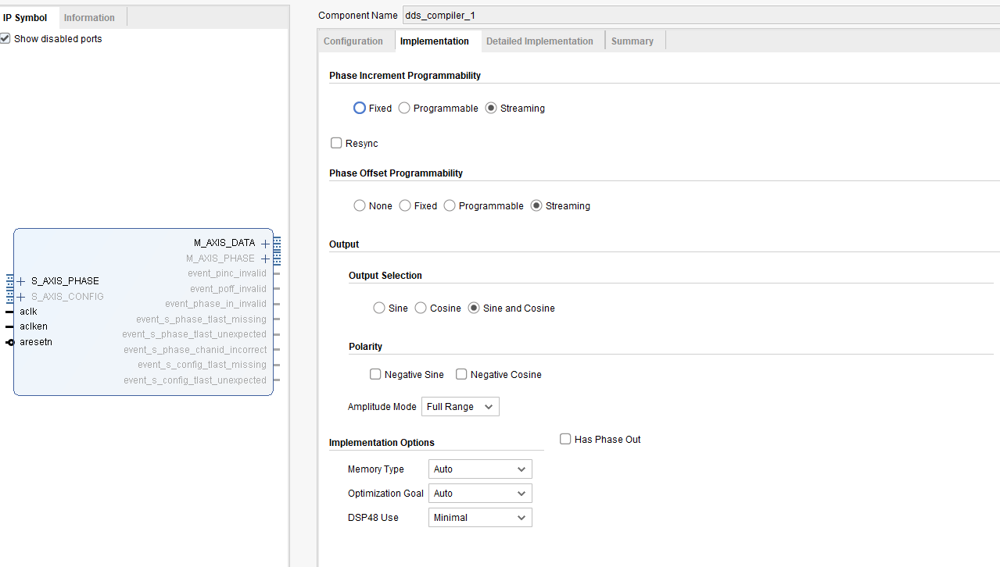 IP Symbol Information
Show disabled ports
M_AXIS_DATA
M_AXIS_PHASE
event_pinc_invalid
S_AXIS_PHASE
event_poff_invalid
S_AXIS_CONFIG
event_phase_in_invalid
aclk
event_s_phase_tlast_missing
aclken
event_s_phase_tlast_unexpected
aresetn
event_s_phase_chanid_incorrect
event_s_config_tlast_missing
event_s_config_tlast_unexpected
Component Name dds_compiler_1
Configuration Implementation Detailed Implementation Summary
Phase Increment Programmability
Fixed Programmable Streaming
Resync
Phase Offset Programmability
None Fixed Programmable Streaming
Output
Output Selection
Sine Cosine Sine and Cosine
Polarity
Negative Sine Negative Cosine
Amplitude Mode Full Range
Implementation Options
Has Phase Out
Memory Type Auto
Optimization Goal Auto
DSP48 Use Minimal